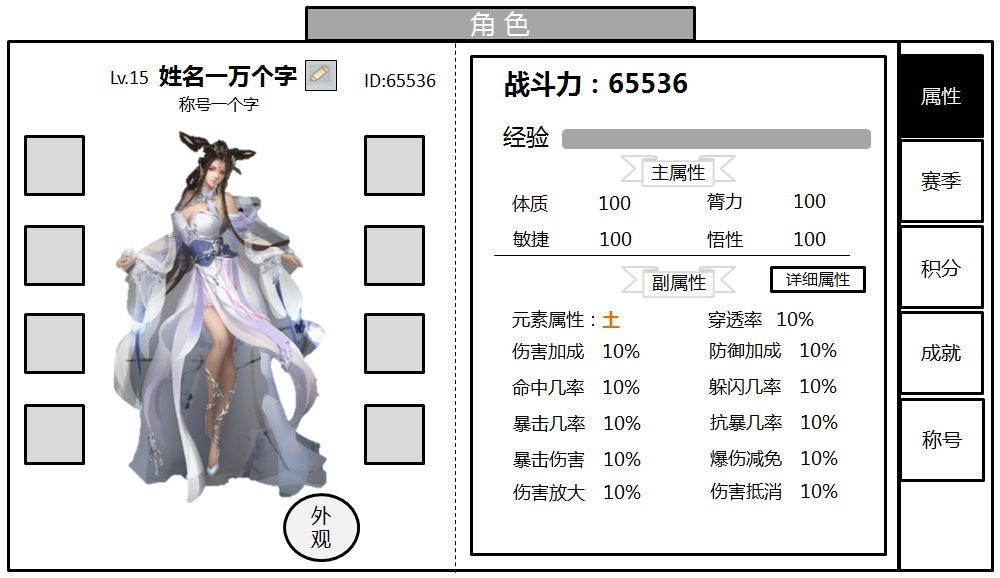 角色
Lv.15 姓名一万个字
ID:65536
称号一个字
外
观
战斗力：65536
经验
主属性
体质 100 膂力 100
敏捷 100 悟性 100
副属性 详细属性
元素属性：土 穿透率 10%
伤害加成 10% 防御加成 10%
命中几率 10% 躲闪几率 10%
暴击几率 10% 抗暴几率 10%
暴击伤害 10% 爆伤减免 10%
伤害放大 10% 伤害抵消 10%
属性
赛季
积分
成就
称号